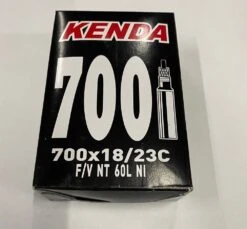 KENDA
700
700x18/23C
F/V NT 60L NI